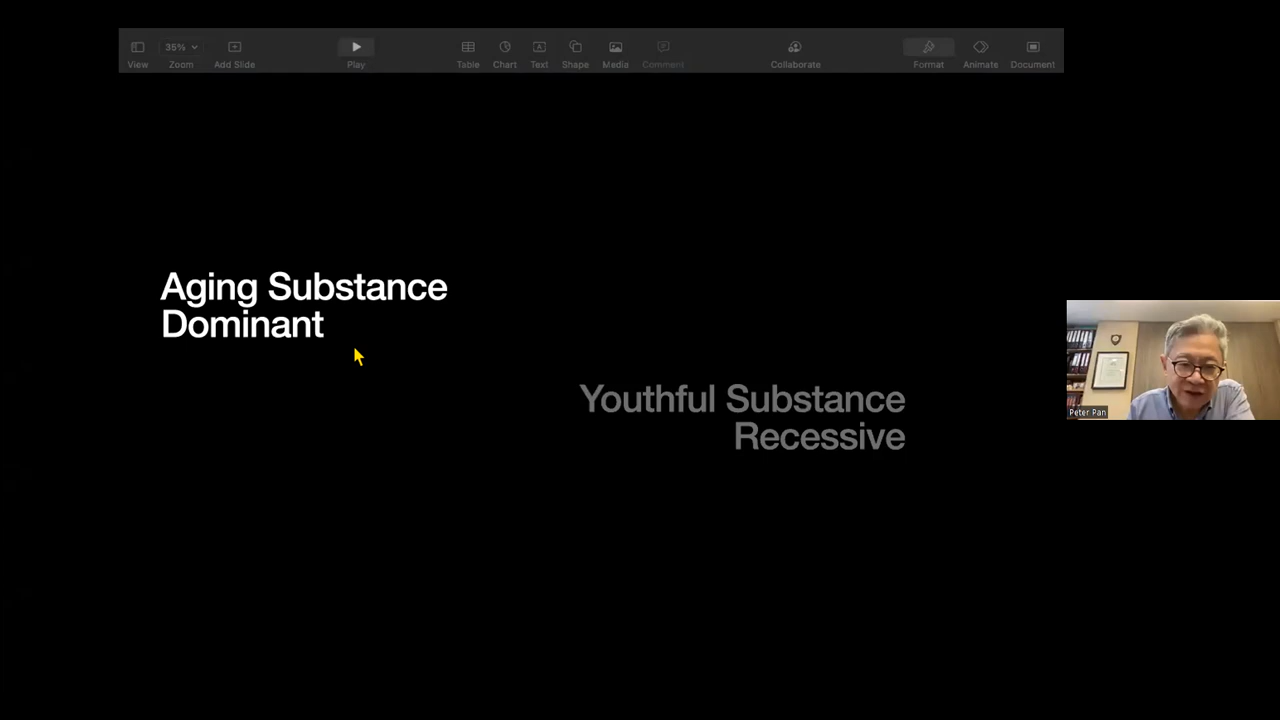 35%
View
Zoom
Add Slide
Play
Table
Chart
Text
Shape
Media
Comment
Collaborate
Format
Animate
Document
Aging Substance
Dominant
Youthful Substance
Recessive
Peter Pan